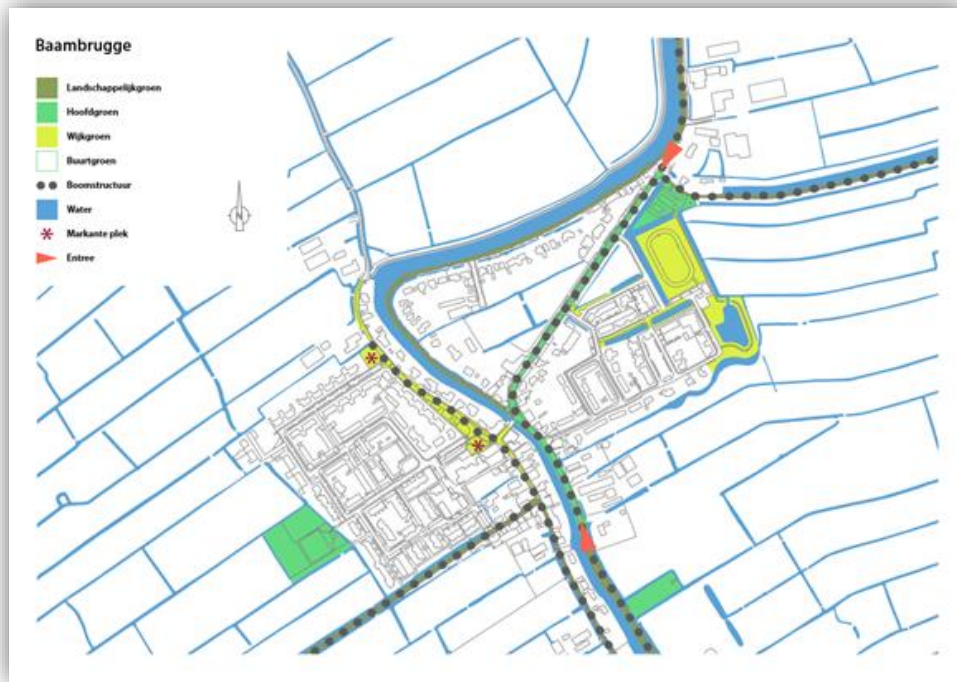 Baambrugge
Landschappelijkgroen
Hoofdgroen
Wijkgroen
Buurtgroen
Boomstructuur
Water
Markante plek
Entree
N